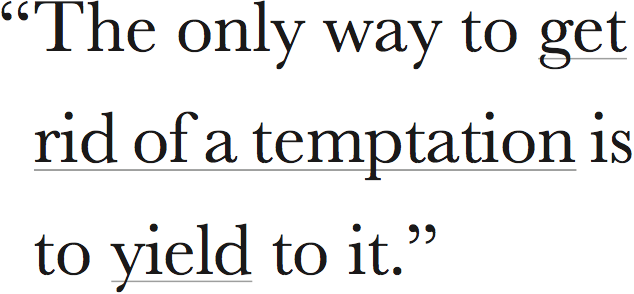 “The only way to get
rid of a temptation is
to yield to it.”